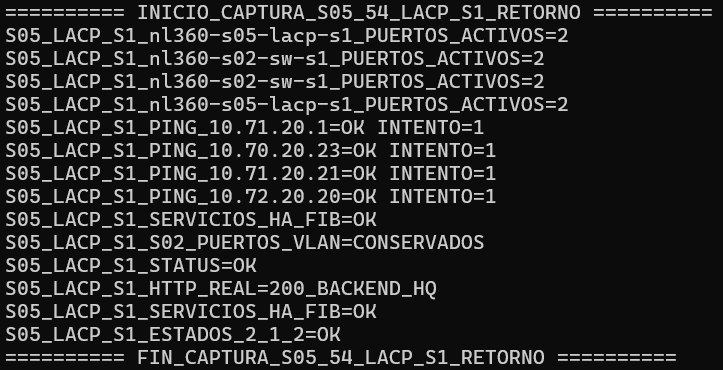 ========== INICIO_CAPTURA_S05_54_LACP_S1_RETORNO ==========
S05_LACP_S1_nl360-s05-lacp-s1_PUERTOS_ACTIVOS=2
S05_LACP_S1_nl360-s02-sw-s1_PUERTOS_ACTIVOS=2
S05_LACP_S1_nl360-s02-sw-s1_PUERTOS_ACTIVOS=2
S05_LACP_S1_nl360-s05-lacp-s1_PUERTOS_ACTIVOS=2
S05_LACP_S1_PING_10.71.20.1=OK INTENTO=1
S05_LACP_S1_PING_10.70.20.23=OK INTENTO=1
S05_LACP_S1_PING_10.71.20.21=OK INTENTO=1
S05_LACP_S1_PING_10.72.20.20=OK INTENTO=1
S05_LACP_S1_SERVICIOS_HA_FIB=OK
S05_LACP_S1_S02_PUERTOS_VLAN=CONSERVADOS
S05_LACP_S1_STATUS=OK
S05_LACP_S1_HTTP_REAL=200_BACKEND_HQ
S05_LACP_S1_SERVICIOS_HA_FIB=OK
S05_LACP_S1_ESTADOS_2_1_2=OK
========== FIN_CAPTURA_S05_54_LACP_S1_RETORNO ==========